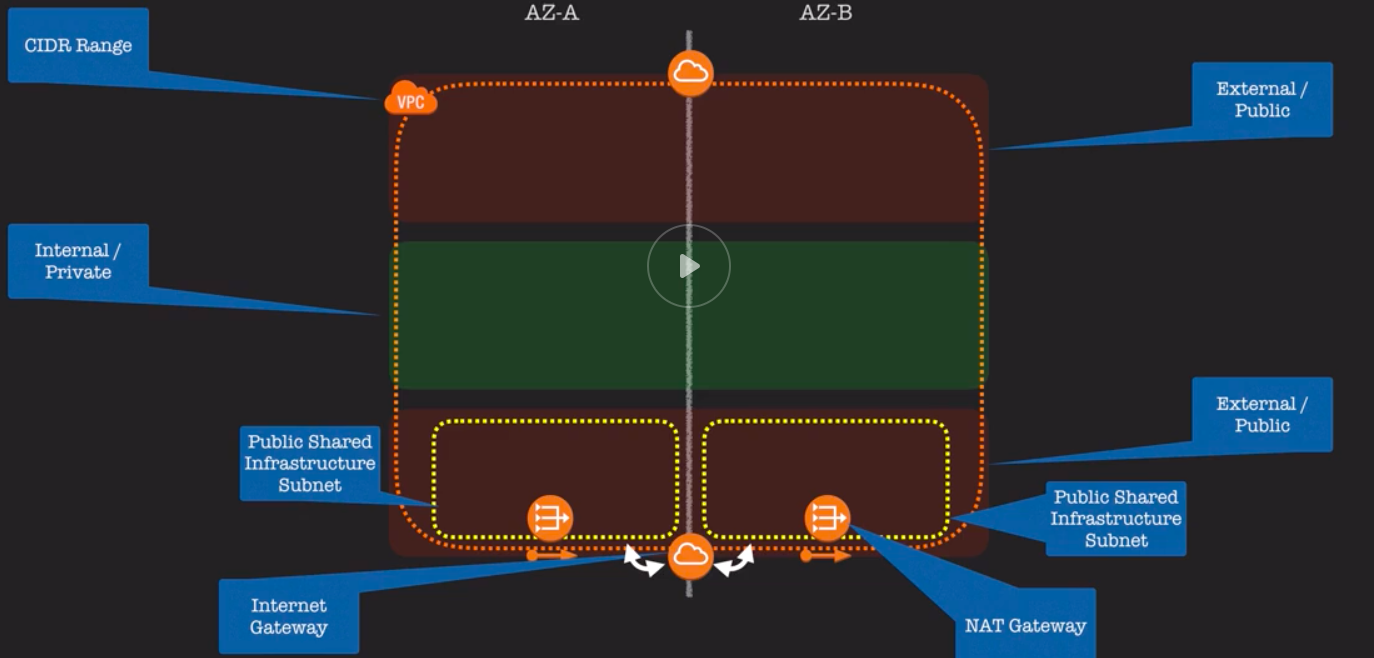 AZ-A
AZ-B
CIDR Range
VPC
External /
Public
Internal /
Private
External /
Public
Public Shared
Infrastructure
Subnet
Public Shared
Infrastructure
Subnet
Internet
Gateway
NAT Gateway